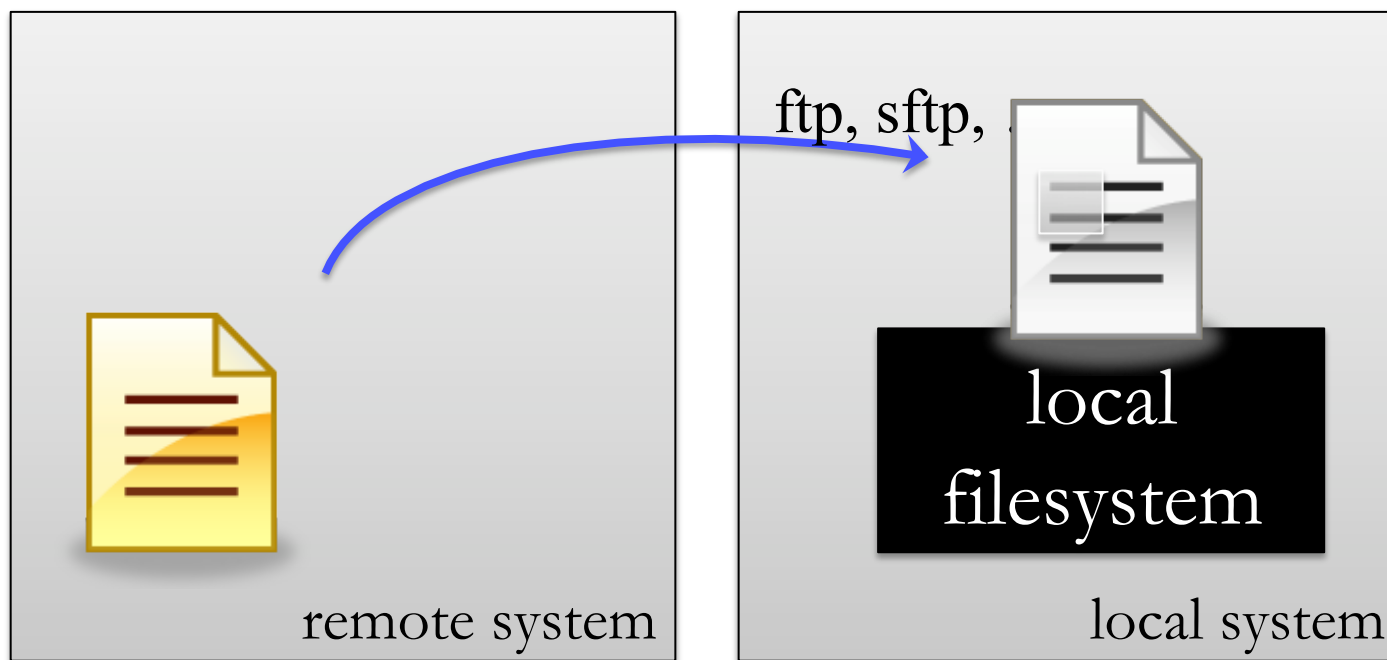 ftp, sftp, .
local
filesystem
remote system
local system